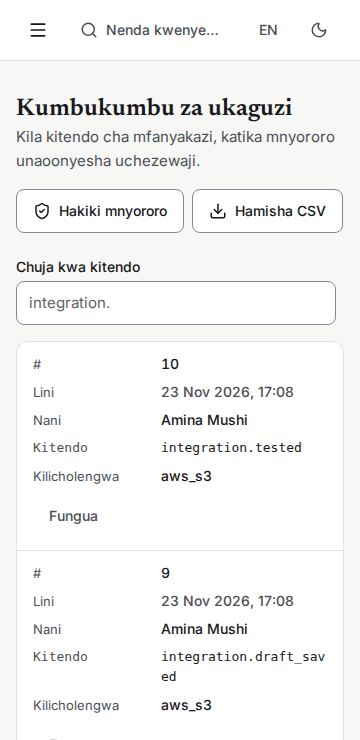 Nenda kwenye...
EN
Kumbukumbu za ukaguzi
Kila kitendo cha mfanyakazi, katika mnyororo
unaoonyesha uchezewaji.
Hakiki mnyororo
Hamisha CSV
Chuja kwa kitendo
integration.
# 10
Lini 23 Nov 2026, 17:08
Nani Amina Mushi
Kitendo integration.tested
Kilicholengwa aws_s3
Fungua
# 9
Lini 23 Nov 2026, 17:08
Nani Amina Mushi
Kitendo integration.draft_sav
ed
Kilicholengwa aws_s3